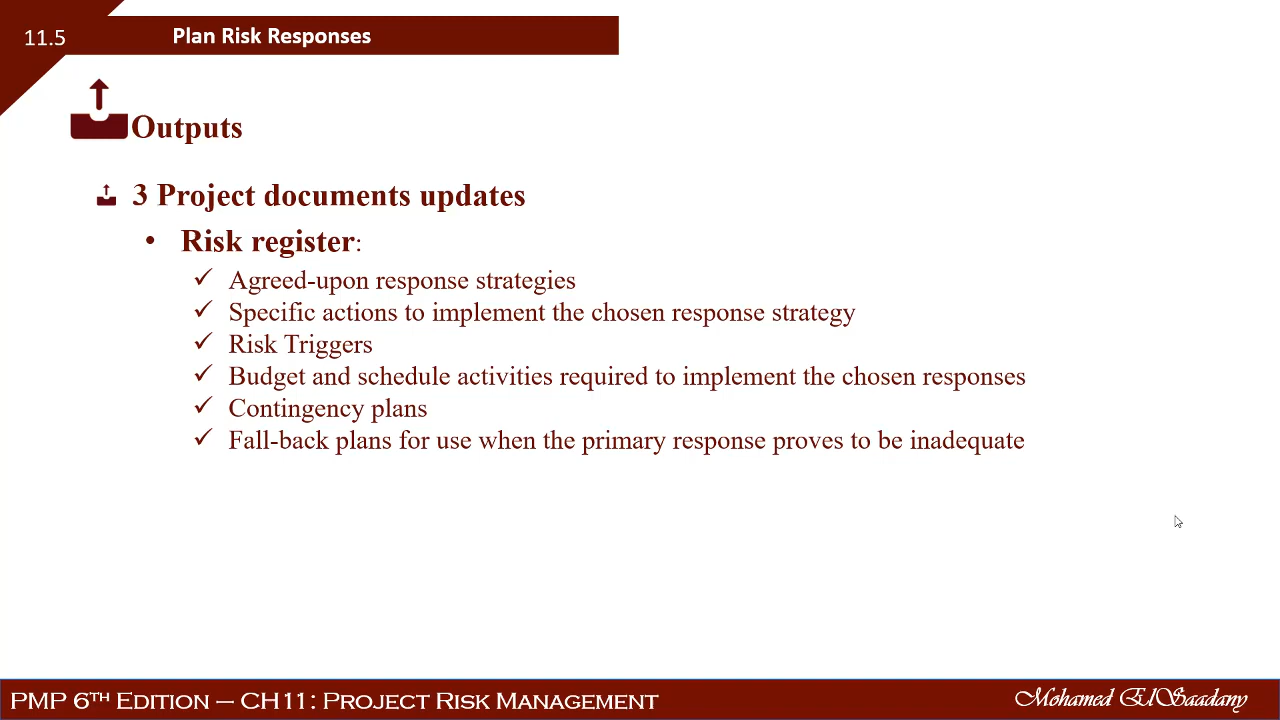 11.5
Plan Risk Responses
Outputs
3 Project documents updates
• Risk register:
✓ Agreed-upon response strategies
✓ Specific actions to implement the chosen response strategy
✓ Risk Triggers
✓ Budget and schedule activities required to implement the chosen responses
✓ Contingency plans
✓ Fall-back plans for use when the primary response proves to be inadequate
PMP 6TH EDITION – CH11: PROJECT RISK MANAGEMENT
Mohamed ElSaadany